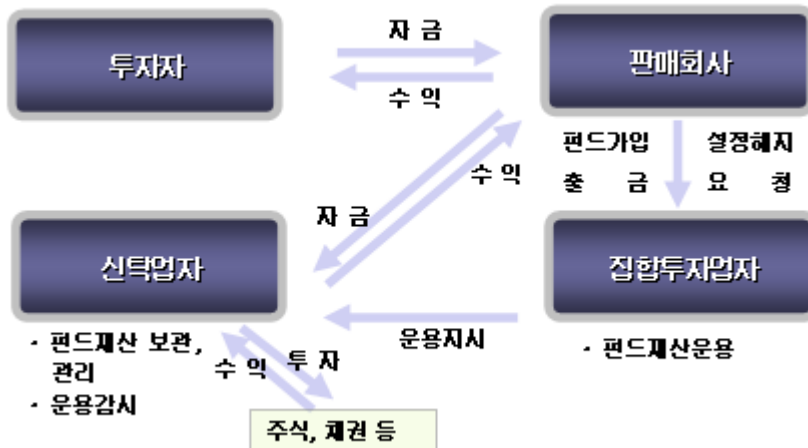 투자자
자 금
수 익
판매회사
펀드가입 설정해지
출 금 요 청
수 익
자 금
신탁업자
집합투자업자
운용지시
· 펀드재산 보관,
관리
· 운용감시
· 펀드재산운용
수 익
투 자
주식, 채권 등